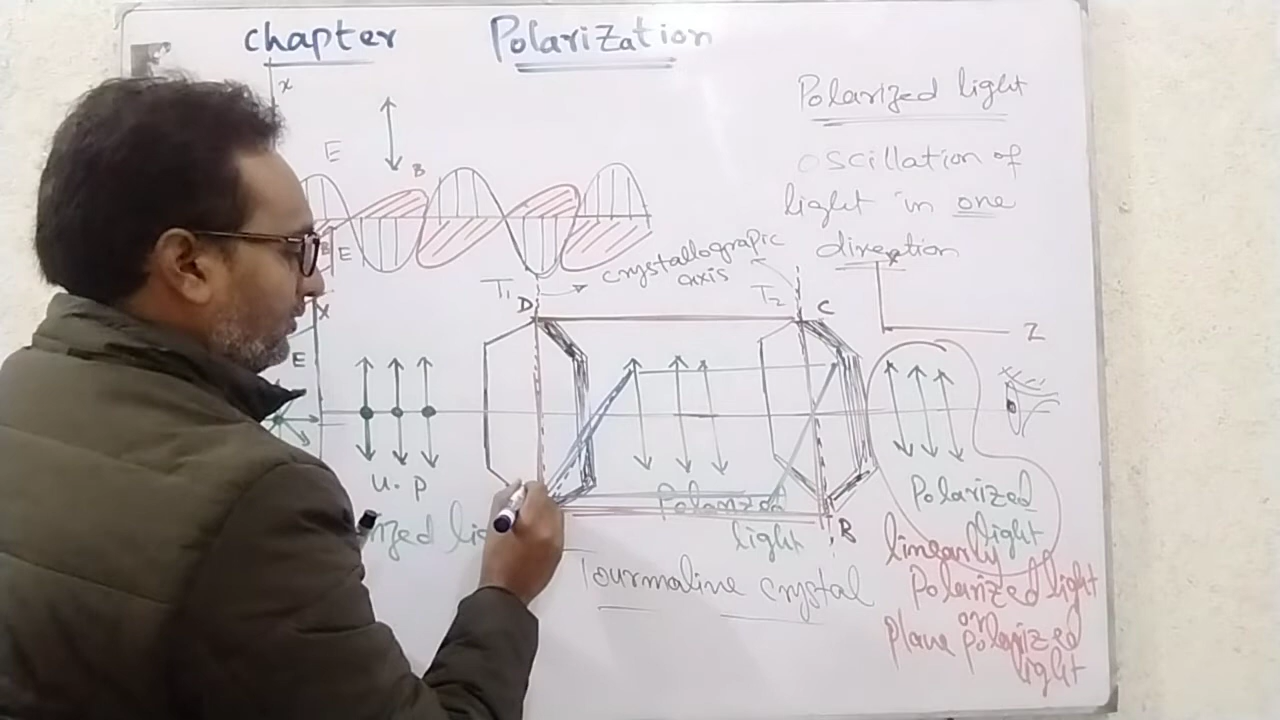 chapter Polarization
x
Polarized light
E
B
oscillation of
light in one
direction
E
crystallograpic
axis
T1
T2
D
C
X
Z
E
U. P
Polarized
light
Polarized
light
B
Tourmaline crystal
linearly
Polarized light
or
Plane polarized
light